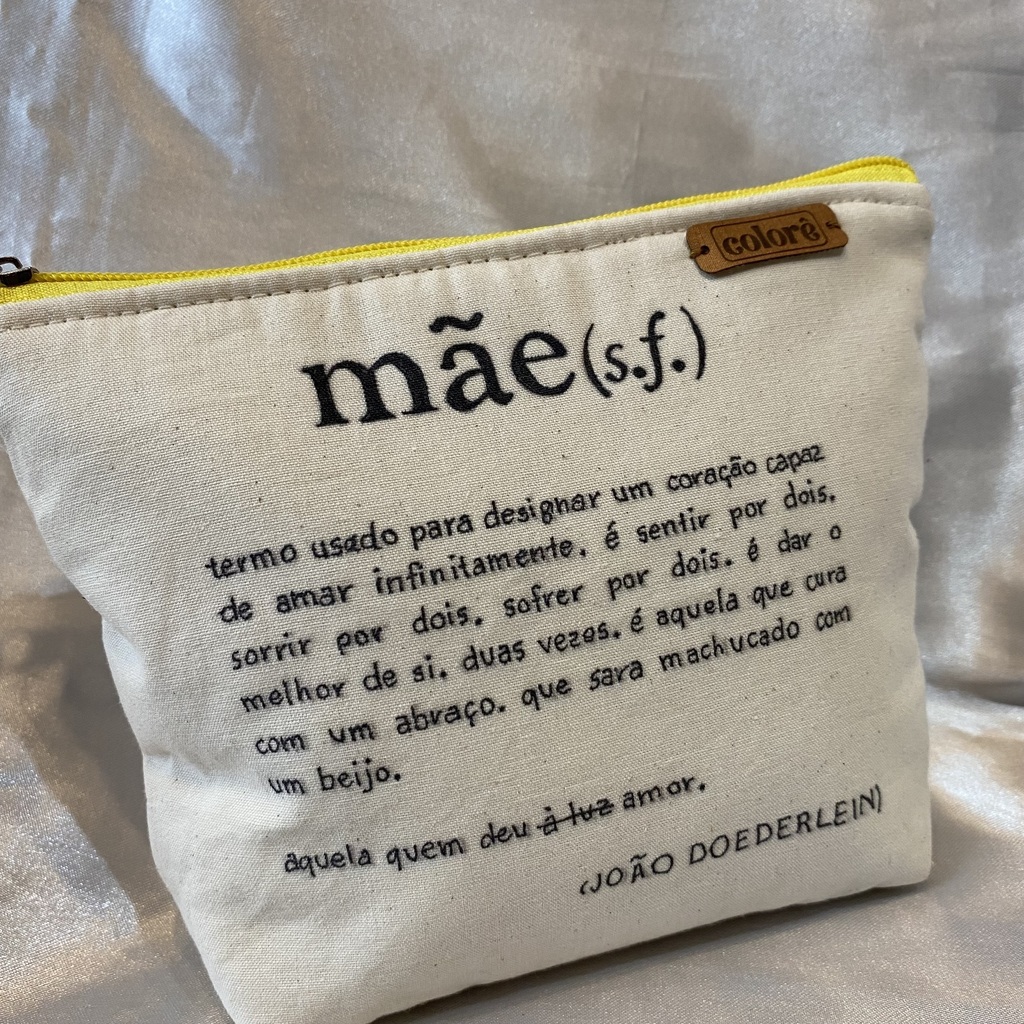 colorê
mãe (s.f.)
termo usado para designar um coração capaz
de amar infinitamente. é sentir por dois.
sorrir por dois. sofrer por dois. é dar o
melhor de si. duas vezes. é aquela que cura
com um abraço. que sara machucado com
um beijo.
aquela quem deu à luz amor.
(JOÃO DOEDERLEIN)